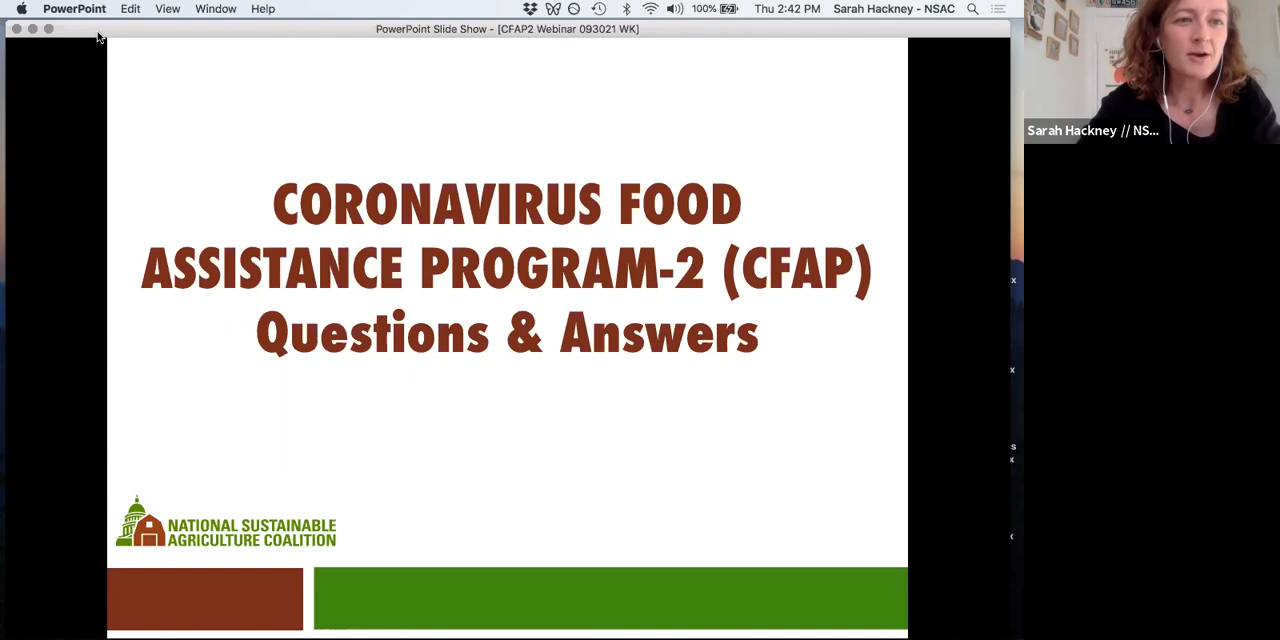 PowerPoint Edit View Window Help 100% Thu 2:42 PM Sarah Hackney - NSAC
PowerPoint Slide Show - [CFAP2 Webinar 093021 WK]
CORONAVIRUS FOOD
ASSISTANCE PROGRAM-2 (CFAP)
Questions & Answers
NATIONAL SUSTAINABLE
AGRICULTURE COALITION
Sarah Hackney // NS...
x
x
s
x
x